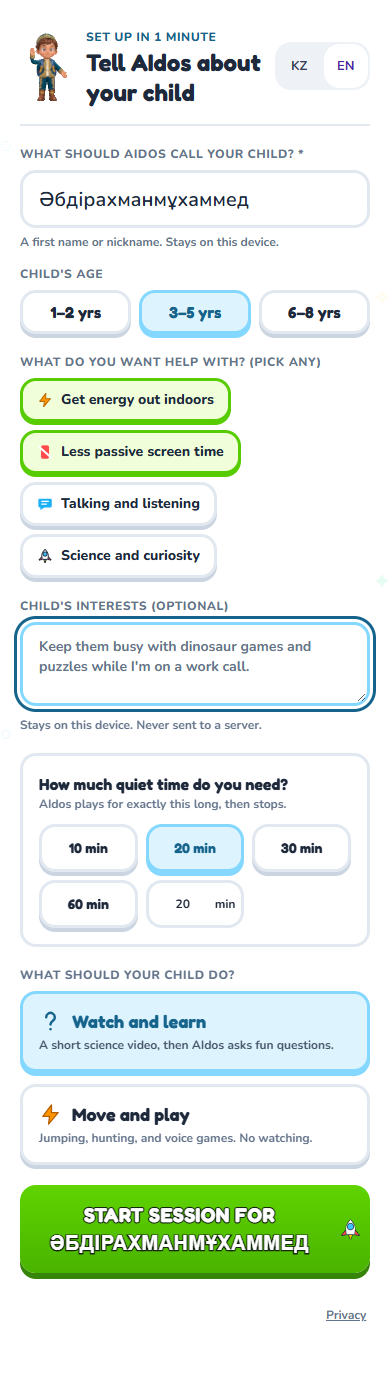 SET UP IN 1 MINUTE
Tell AIdos about
your child
KZ
EN
WHAT SHOULD AIDOS CALL YOUR CHILD? *
Әбдірахманмұхаммед
A first name or nickname. Stays on this device.
CHILD'S AGE
1–2 yrs
3–5 yrs
6–8 yrs
WHAT DO YOU WANT HELP WITH? (PICK ANY)
Get energy out indoors
Less passive screen time
Talking and listening
Science and curiosity
CHILD'S INTERESTS (OPTIONAL)
Keep them busy with dinosaur games and
puzzles while I'm on a work call.
Stays on this device. Never sent to a server.
How much quiet time do you need?
AIdos plays for exactly this long, then stops.
10 min
20 min
30 min
60 min
20 min
WHAT SHOULD YOUR CHILD DO?
Watch and learn
A short science video, then AIdos asks fun questions.
Move and play
Jumping, hunting, and voice games. No watching.
START SESSION FOR
ӘБДІРАХМАНМҰХАММЕД
Privacy